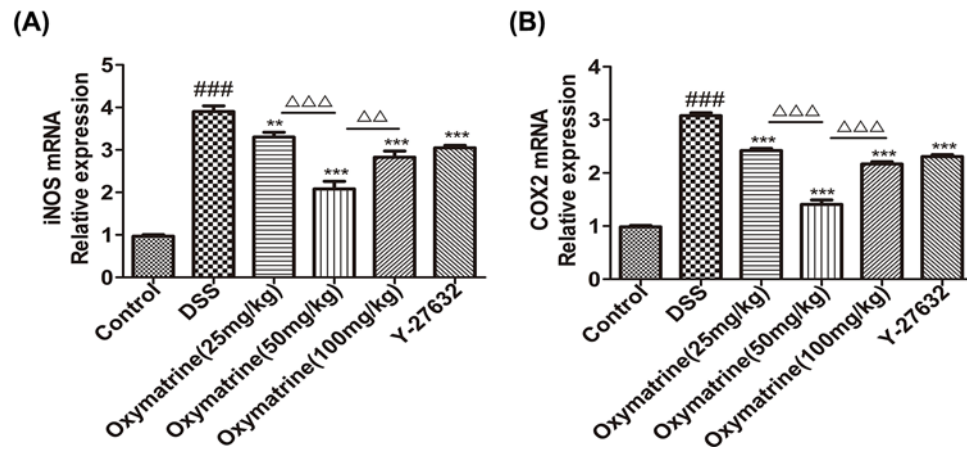 (A)
iNOS mRNA
Relative expression
5
4
3
2
1
0
###
**
△△△
***
△△
***
***
Control
DSS
Oxymatrine(25mg/kg)
Oxymatrine(50mg/kg)
Oxymatrine(100mg/kg)
Y-27632
(B)
COX2 mRNA
Relative expression
4
3
2
1
0
###
***
△△△
***
△△△
***
***
Control
DSS
Oxymatrine(25mg/kg)
Oxymatrine(50mg/kg)
Oxymatrine(100mg/kg)
Y-27632